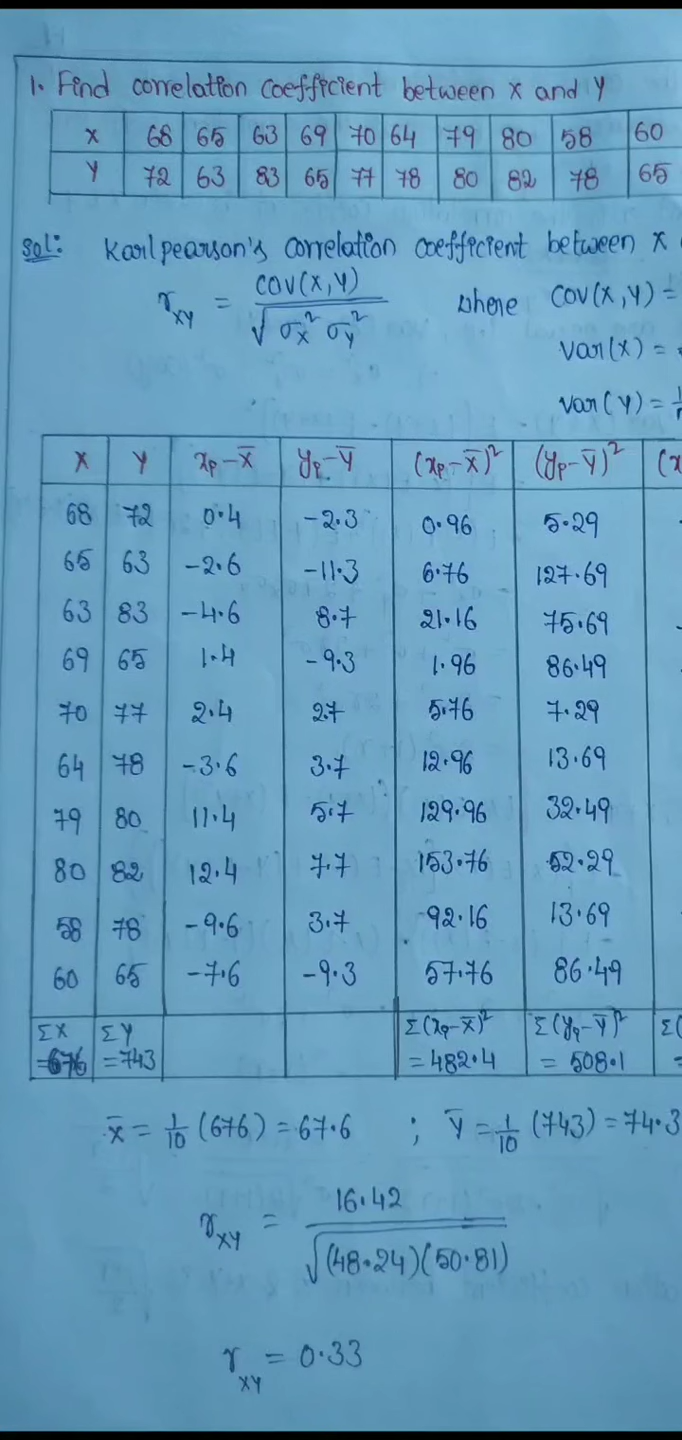 1. Find correlation coefficient between X and Y
X 68 65 63 69 70 64 79 80 58 60
Y 72 63 83 65 77 78 80 82 78 65
Sol: Karl pearson's correlation coefficient between X
r_XY = COV(X,Y) / √(σ_X² σ_Y²) where COV(X,Y) =
Var(X) =
Var(Y) = 1
X Y xᵢ-X̄ yᵢ-Ȳ (xᵢ-X̄)² (yᵢ-Ȳ)² (x
68 72 0.4 -2.3 0.96 5.29
65 63 -2.6 -11.3 6.76 127.69
63 83 -4.6 8.7 21.16 75.69
69 65 1.4 -9.3 1.96 86.49
70 77 2.4 2.7 5.76 7.29
64 78 -3.6 3.7 12.96 13.69
79 80 11.4 5.7 129.96 32.49
80 82 12.4 7.7 153.76 52.29
58 78 -9.6 3.7 92.16 13.69
60 65 -7.6 -9.3 57.76 86.49
ΣX ΣY Σ(xᵢ-X̄)² Σ(yᵢ-Ȳ)² Σ(
=676 =743 =482.4 = 508.1 =
X̄ = 1/10 (676) = 67.6 ; Ȳ = 1/10 (743) = 74.3
r_XY = 16.42 / √(48.24)(50.81)
r_XY = 0.33